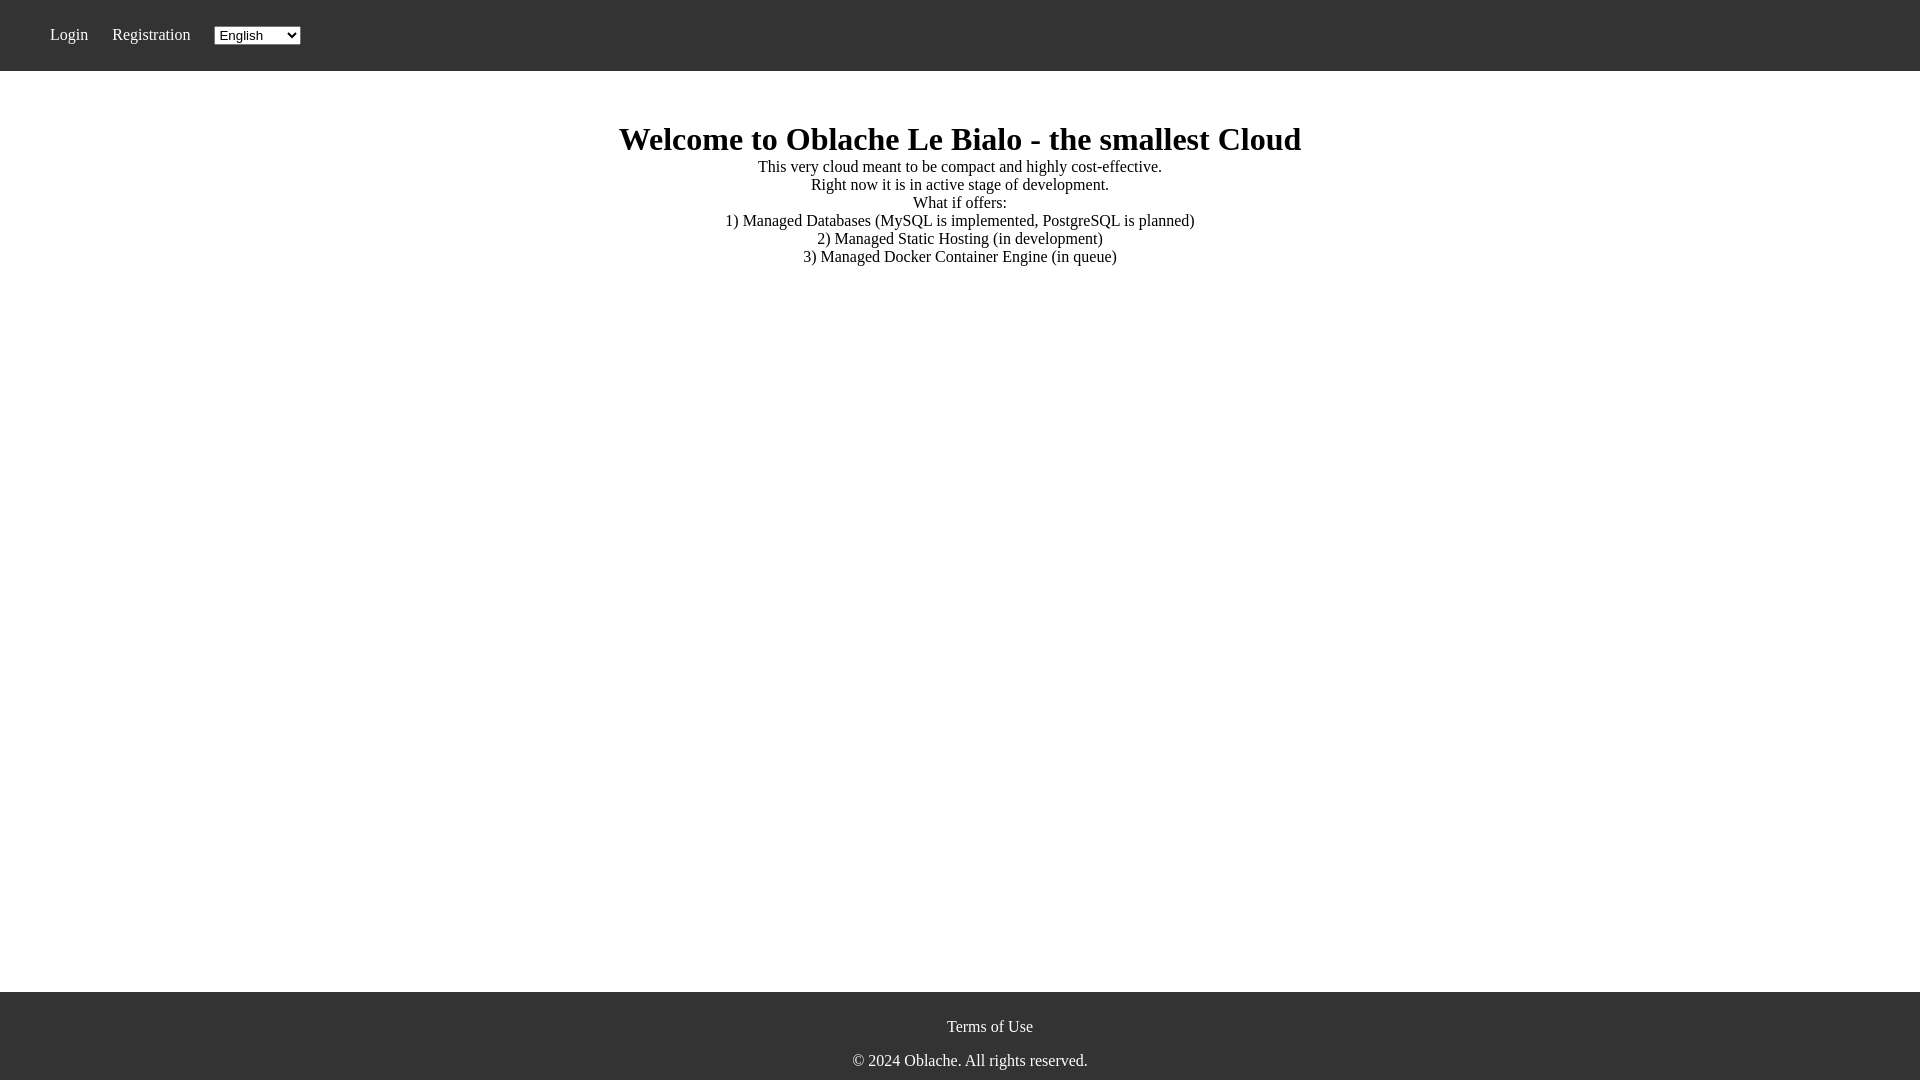 Login Registration English
Welcome to Oblache Le Bialo - the smallest Cloud
This very cloud meant to be compact and highly cost-effective.
Right now it is in active stage of development.
What if offers:
1) Managed Databases (MySQL is implemented, PostgreSQL is planned)
2) Managed Static Hosting (in development)
3) Managed Docker Container Engine (in queue)
Terms of Use
© 2024 Oblache. All rights reserved.